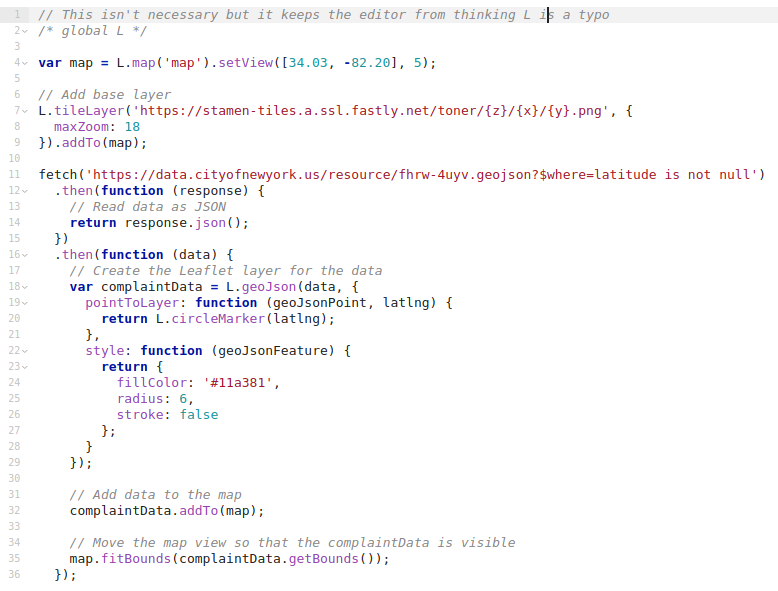 1 // This isn't necessary but it keeps the editor from thinking L is a typo
2 /* global L */
3
4 var map = L.map('map').setView([34.03, -82.20], 5);
5
6 // Add base layer
7 L.tileLayer('https://stamen-tiles.a.ssl.fastly.net/toner/{z}/{x}/{y}.png', {
8   maxZoom: 18
9 }).addTo(map);
10
11 fetch('https://data.cityofnewyork.us/resource/fhrw-4uyv.geojson?$where=latitude is not null')
12   .then(function (response) {
13     // Read data as JSON
14     return response.json();
15   })
16   .then(function (data) {
17     // Create the Leaflet layer for the data
18     var complaintData = L.geoJson(data, {
19       pointToLayer: function (geoJsonPoint, latlng) {
20         return L.circleMarker(latlng);
21       },
22       style: function (geoJsonFeature) {
23         return {
24           fillColor: '#11a381',
25           radius: 6,
26           stroke: false
27         };
28       }
29     });
30
31     // Add data to the map
32     complaintData.addTo(map);
33
34     // Move the map view so that the complaintData is visible
35     map.fitBounds(complaintData.getBounds());
36   });